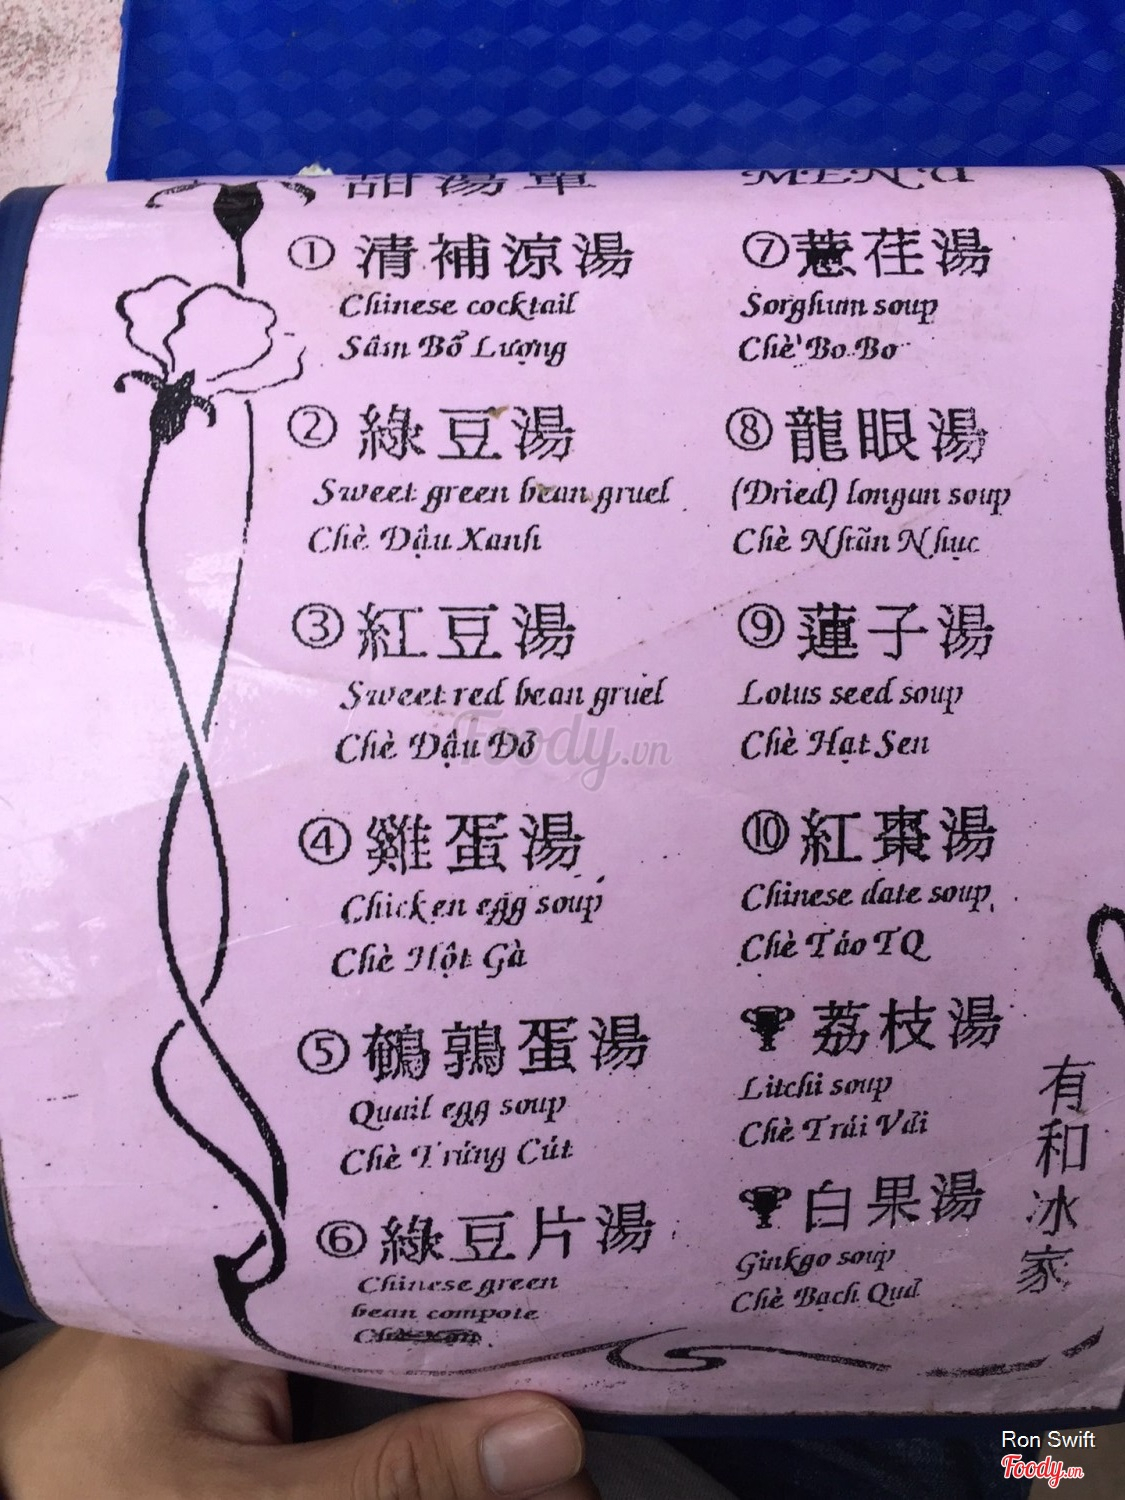 甜湯單
MENU
① 清補涼湯
Chinese cocktail
Sâm Bổ Lượng
② 綠豆湯
Sweet green bean gruel
Chè Dậu Xanh
③ 紅豆湯
Sweet red bean gruel
Chè Dậu Đỏ
④ 雞蛋湯
Chicken egg soup
Chè Hột Gà
⑤ 鵪鶉蛋湯
Quail egg soup
Chè Trứng Cút
⑥ 綠豆片湯
Chinese green
bean compote
Chè
⑦ 薏荏湯
Sorghum soup
Chè Bo Bo
⑧ 龍眼湯
(Dried) longan soup
Chè Nhãn Nhục
⑨ 蓮子湯
Lotus seed soup
Chè Hạt Sen
⑩ 紅棗湯
Chinese date soup
Chè Táo TQ
荔枝湯
Litchi soup
Chè Trái Vải
白果湯
Ginkgo soup
Chè Bạch Quả
有和冰家
Foody.vn
Ron Swift
Foody.vn